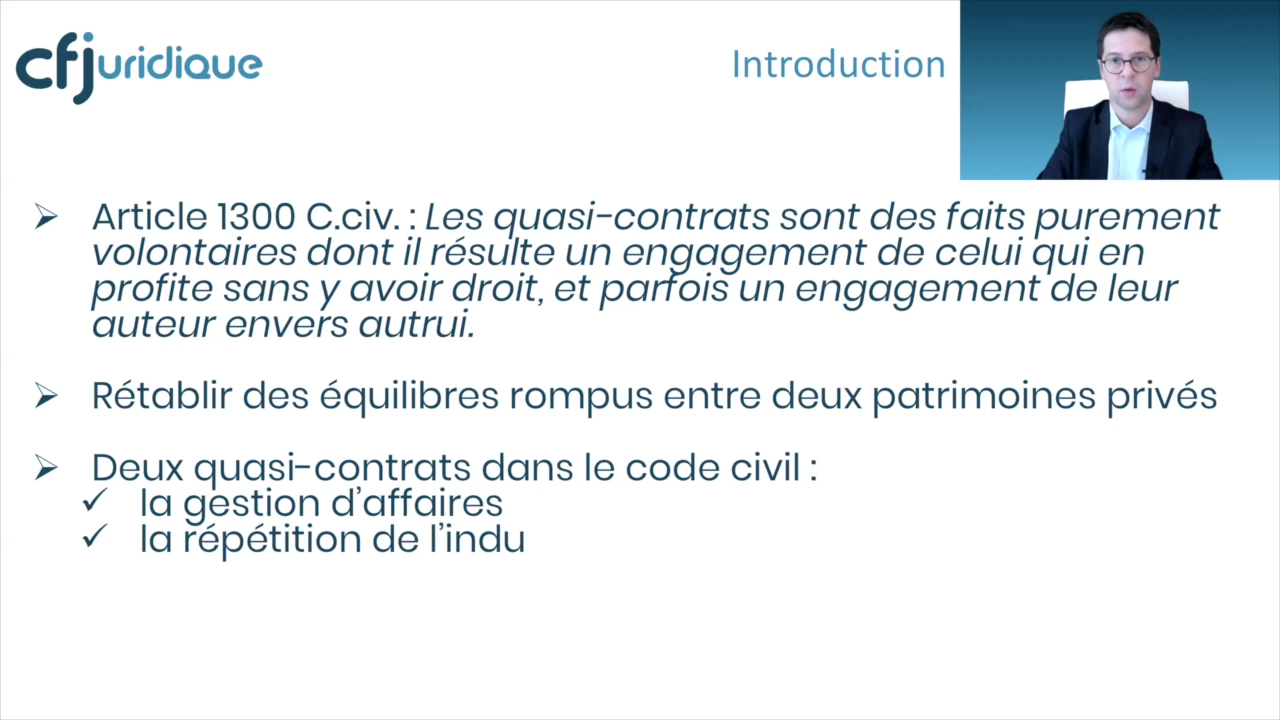 cfjuridique
Introduction
Article 1300 C.civ. : Les quasi-contrats sont des faits purement
volontaires dont il résulte un engagement de celui qui en
profite sans y avoir droit, et parfois un engagement de leur
auteur envers autrui.
Rétablir des équilibres rompus entre deux patrimoines privés
Deux quasi-contrats dans le code civil :
la gestion d’affaires
la répétition de l’indu